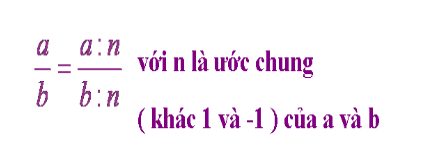 a/b = a : n / b : n với n là ước chung
( khác 1 và -1 ) của a và b